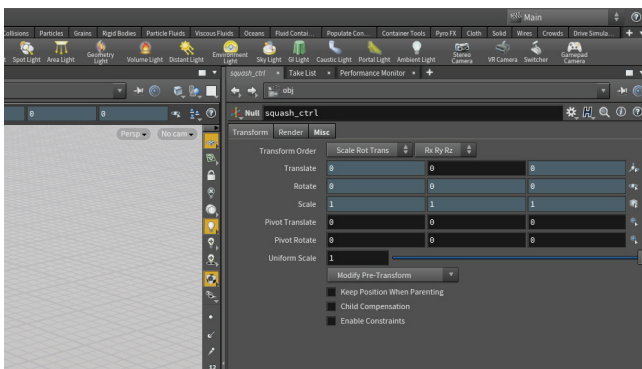 Main
Collisions Particles Grains Rigid Bodies Particle Fluids Viscous Fluids Oceans Fluid Contai... Populate Con... Container Tools Pyro FX Cloth Solid Wires Crowds Drive Simula...
Spot Light Area Light Geometry Light Volume Light Distant Light Environment Light Sky Light GI Light Caustic Light Portal Light Ambient Light Stereo Camera VR Camera Switcher Gamepad Camera
squash_ctrl Take List Performance Monitor
obj
0 0
Null squash_ctrl
Persp No cam
Transform Render Misc
Transform Order Scale Rot Trans Rx Ry Rz
Translate 0 0 0
Rotate 0 0 0
Scale 1 1 1
Pivot Translate 0 0 0
Pivot Rotate 0 0 0
Uniform Scale 1
Modify Pre-Transform
Keep Position When Parenting
Child Compensation
Enable Constraints